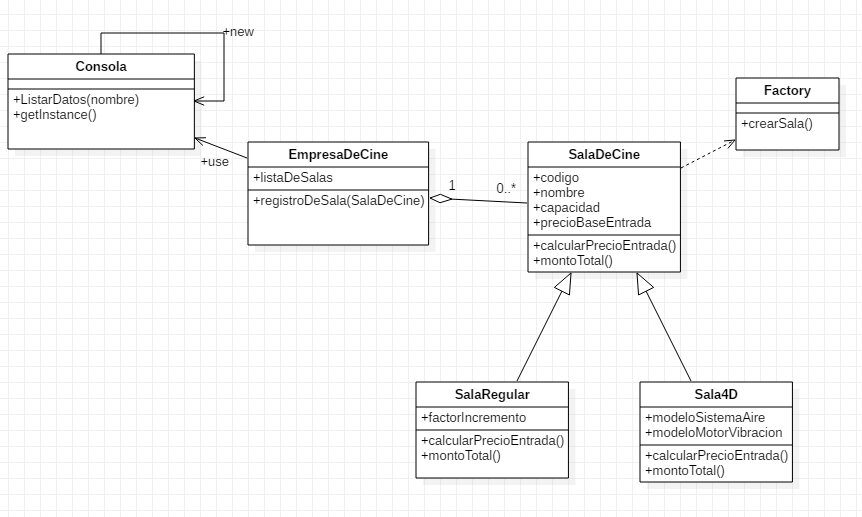 +new
Consola
+ListarDatos(nombre)
+getInstance()
+use
EmpresaDeCine
+listaDeSalas
+registroDeSala(SalaDeCine)
1
0..*
SalaDeCine
+codigo
+nombre
+capacidad
+precioBaseEntrada
+calcularPrecioEntrada()
+montoTotal()
Factory
+crearSala()
SalaRegular
+factorIncremento
+calcularPrecioEntrada()
+montoTotal()
Sala4D
+modeloSistemaAire
+modeloMotorVibracion
+calcularPrecioEntrada()
+montoTotal()